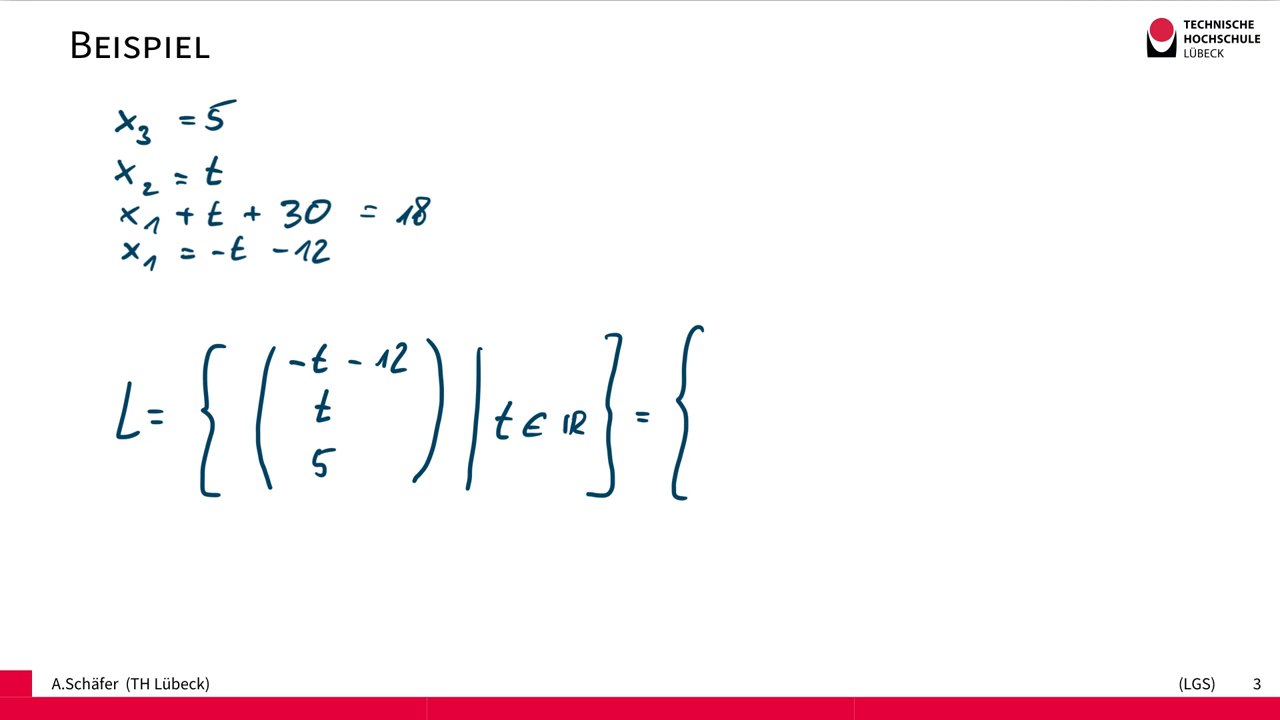 BEISPIEL
TECHNISCHE
HOCHSCHULE
LÜBECK
x₃ = 5
x₂ = t
x₁ + t + 30 = 18
x₁ = -t - 12
L = { ( -t - 12
t
5 ) | t ∈ ℝ } = {
A.Schäfer (TH Lübeck) (LGS) 3